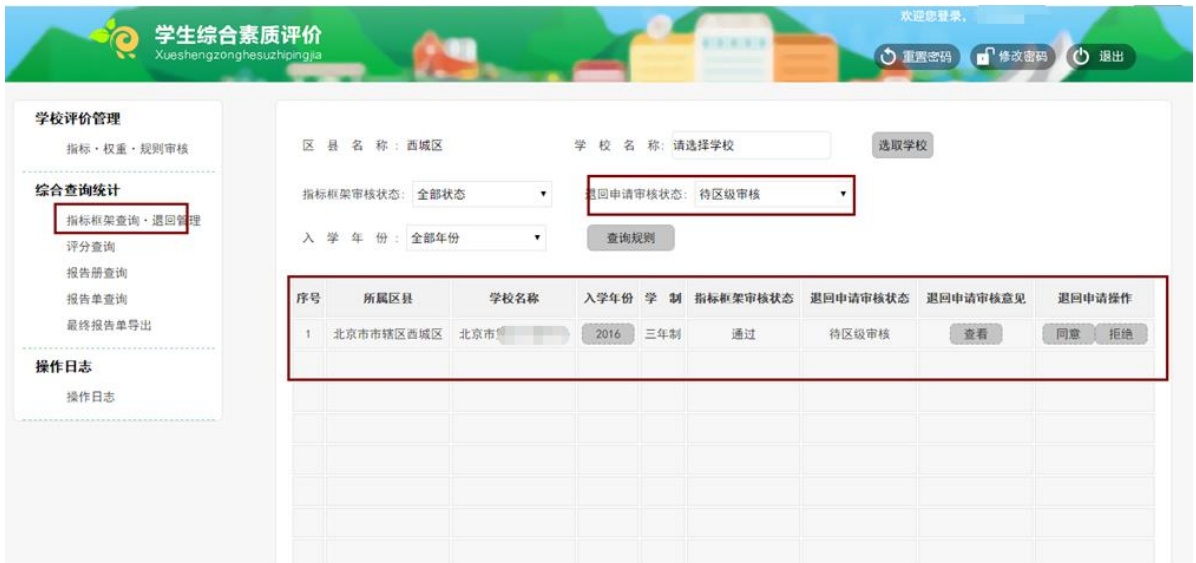 欢迎您登录,
学生综合素质评价
Xueshengzonghesuzhipingjia
重置密码 修改密码 退出
学校评价管理
指标·权重·规则审核
综合查询统计
指标框架查询·退回管理
评分查询
报告册查询
报告单查询
最终报告单导出
操作日志
操作日志
区县名称: 西城区 学校名称: 请选择学校 选取学校
指标框架审核状态: 全部状态 退回申请审核状态: 待区级审核
入学年份: 全部年份 查询规则
序号 所属区县 学校名称 入学年份 学制 指标框架审核状态 退回申请审核状态 退回申请审核意见 退回申请操作
1 北京市市辖区西城区 北京市 2016 三年制 通过 待区级审核 查看 同意 拒绝